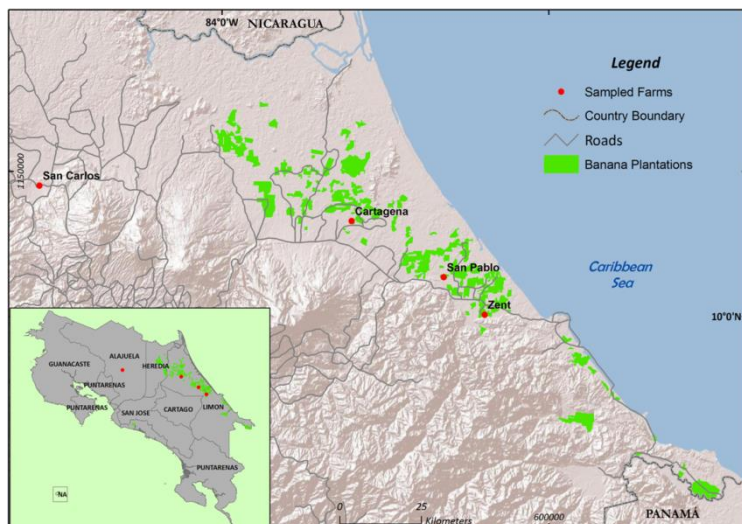 84°0'W
NICARAGUA
Legend
Sampled Farms
Country Boundary
Roads
Banana Plantations
1150000
San Carlos
Cartagena
San Pablo
Caribbean
Sea
Zent
10°0'N
GUANACASTE
ALAJUELA
HEREDIA
PUNTARENAS
PUNTARENAS
SAN JOSE
CARTAGO
LIMON
PUNTARENAS
NA
0
25
Kilometers
600000
PANAMÁ